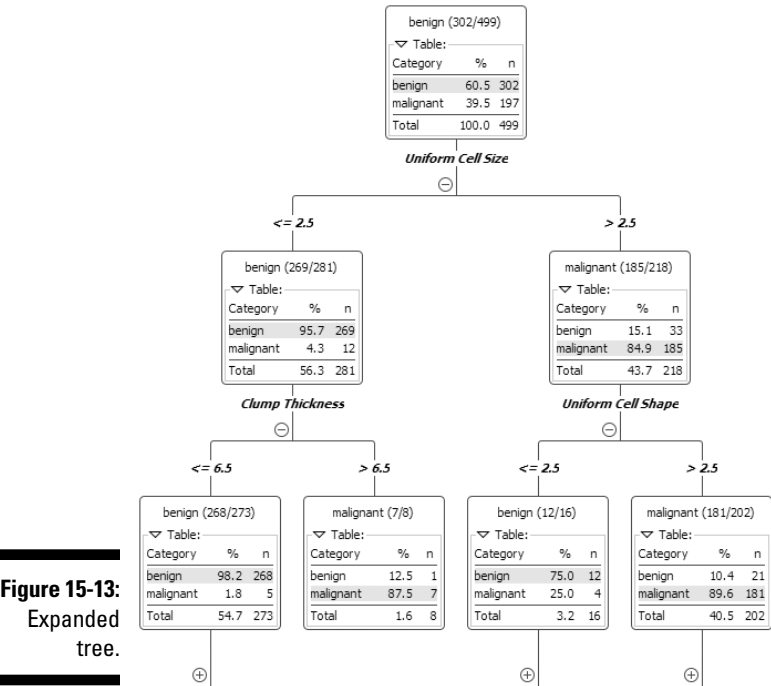 benign (302/499)
Table:
Category % n
benign 60.5 302
malignant 39.5 197
Total 100.0 499
Uniform Cell Size
<= 2.5
> 2.5
benign (269/281)
Table:
Category % n
benign 95.7 269
malignant 4.3 12
Total 56.3 281
Clump Thickness
malignant (185/218)
Table:
Category % n
benign 15.1 33
malignant 84.9 185
Total 43.7 218
Uniform Cell Shape
<= 6.5
> 6.5
<= 2.5
> 2.5
benign (268/273)
Table:
Category % n
benign 98.2 268
malignant 1.8 5
Total 54.7 273
malignant (7/8)
Table:
Category % n
benign 12.5 1
malignant 87.5 7
Total 1.6 8
benign (12/16)
Table:
Category % n
benign 75.0 12
malignant 25.0 4
Total 3.2 16
malignant (181/202)
Table:
Category % n
benign 10.4 21
malignant 89.6 181
Total 40.5 202
Figure 15-13:
Expanded
tree.